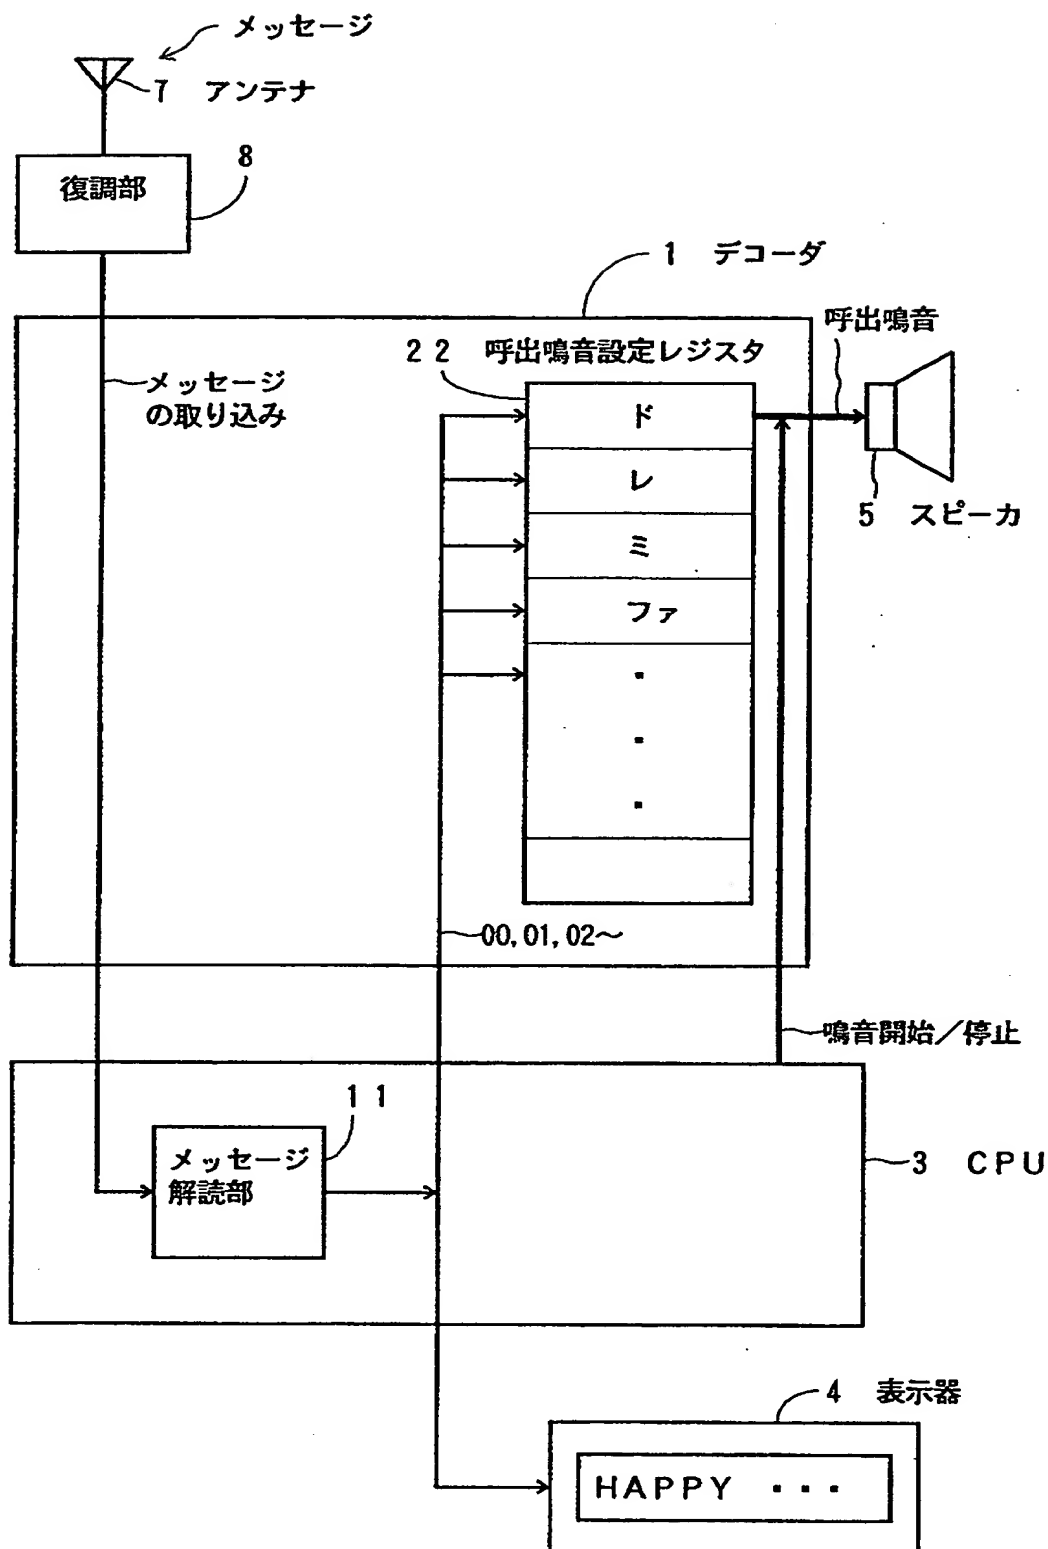 メッセージ
7 アンテナ
8
復調部
1 デコーダ
呼出鳴音
22 呼出鳴音設定レジスタ
メッセージ
の取り込み
ド
レ
ミ
ファ
・
・
・
5 スピーカ
00,01,02〜
鳴音開始/停止
11
メッセージ
解読部
3 CPU
4 表示器
HAPPY ・・・